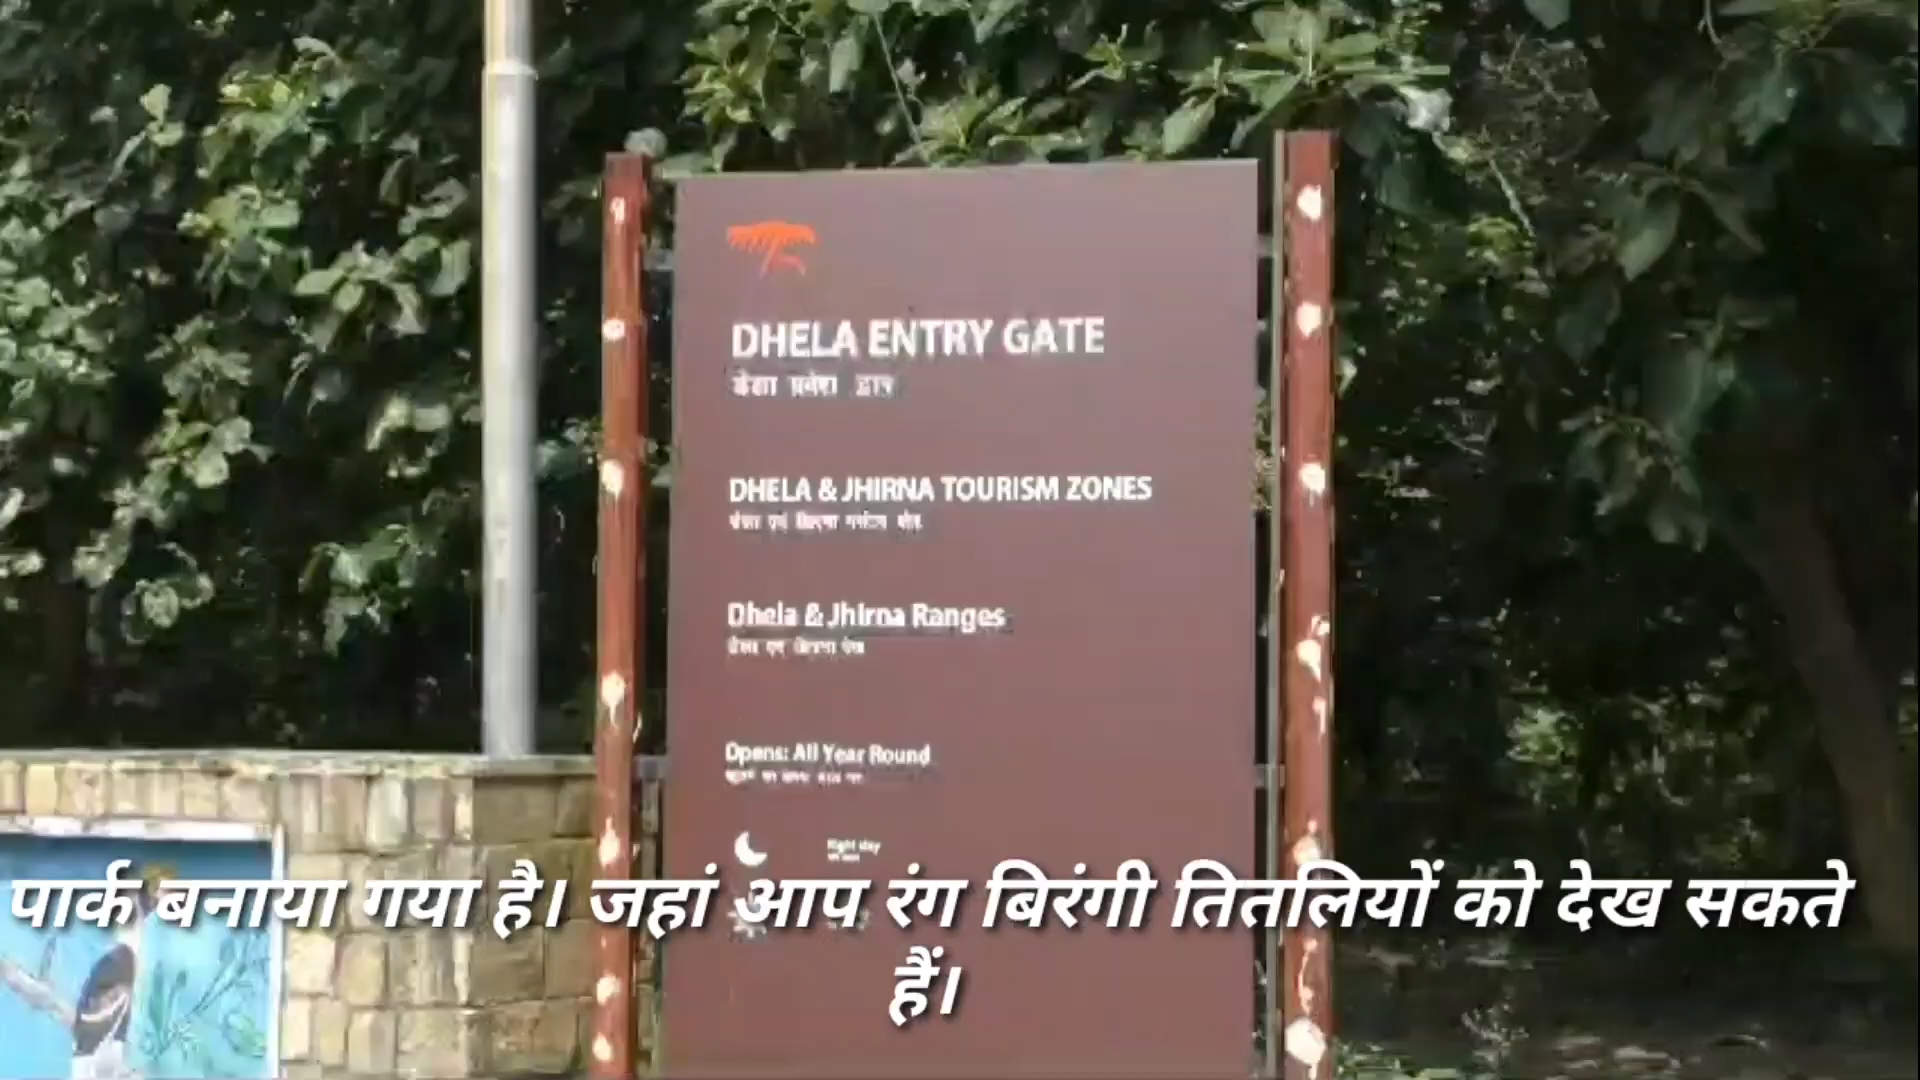 DHELA ENTRY GATE
ढेला प्रवेश द्वार
DHELA & JHIRNA TOURISM ZONES
Dhela & Jhirna Ranges
Opens: All Year Round
पार्क बनाया गया है। जहां आप रंग बिरंगी तितलियों को देख सकते
हैं।